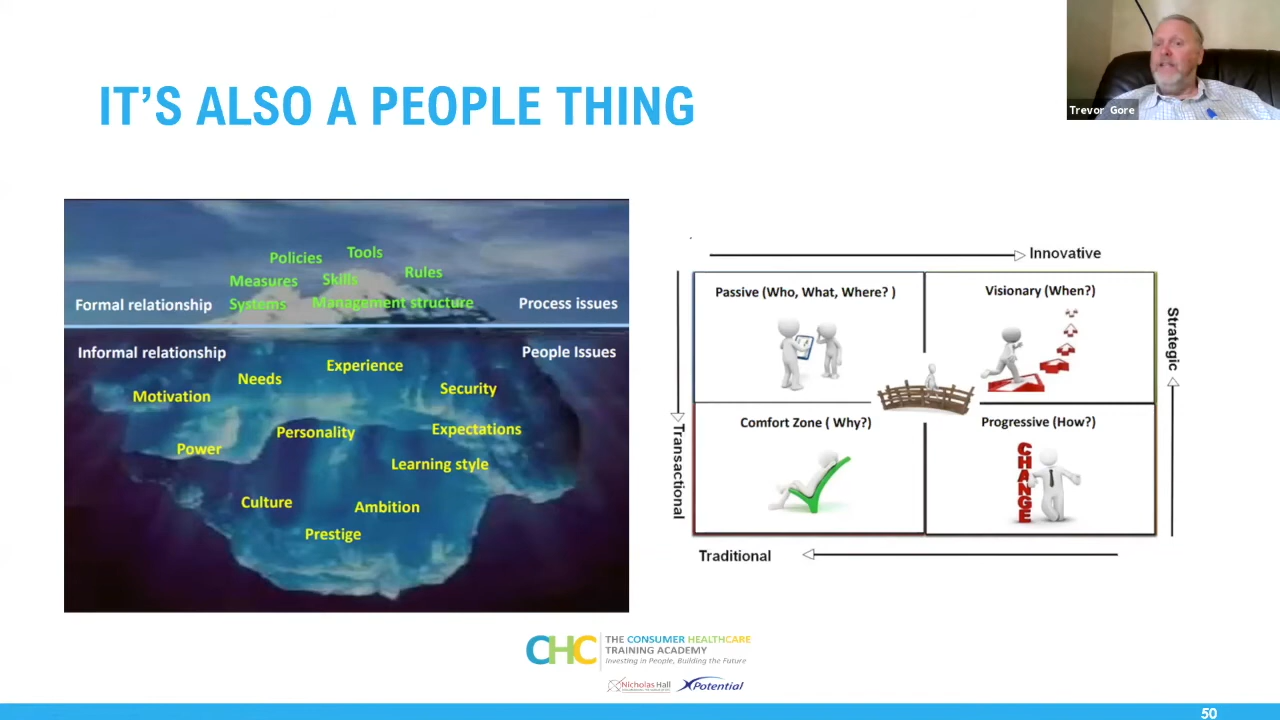 IT'S ALSO A PEOPLE THING
Trevor Gore
Policies
Tools
Measures
Skills
Rules
Formal relationship
Systems
Management structure
Process issues
Informal relationship
People Issues
Experience
Needs
Security
Motivation
Personality
Expectations
Power
Learning style
Culture
Ambition
Prestige
Innovative
Passive (Who, What, Where? )
Visionary (When?)
Strategic
Comfort Zone ( Why?)
Progressive (How?)
CHANGE
Transactional
Traditional
CHC
THE CONSUMER HEALTHCARE
TRAINING ACADEMY
Investing in People, Building the Future
Nicholas Hall
XPotential
50